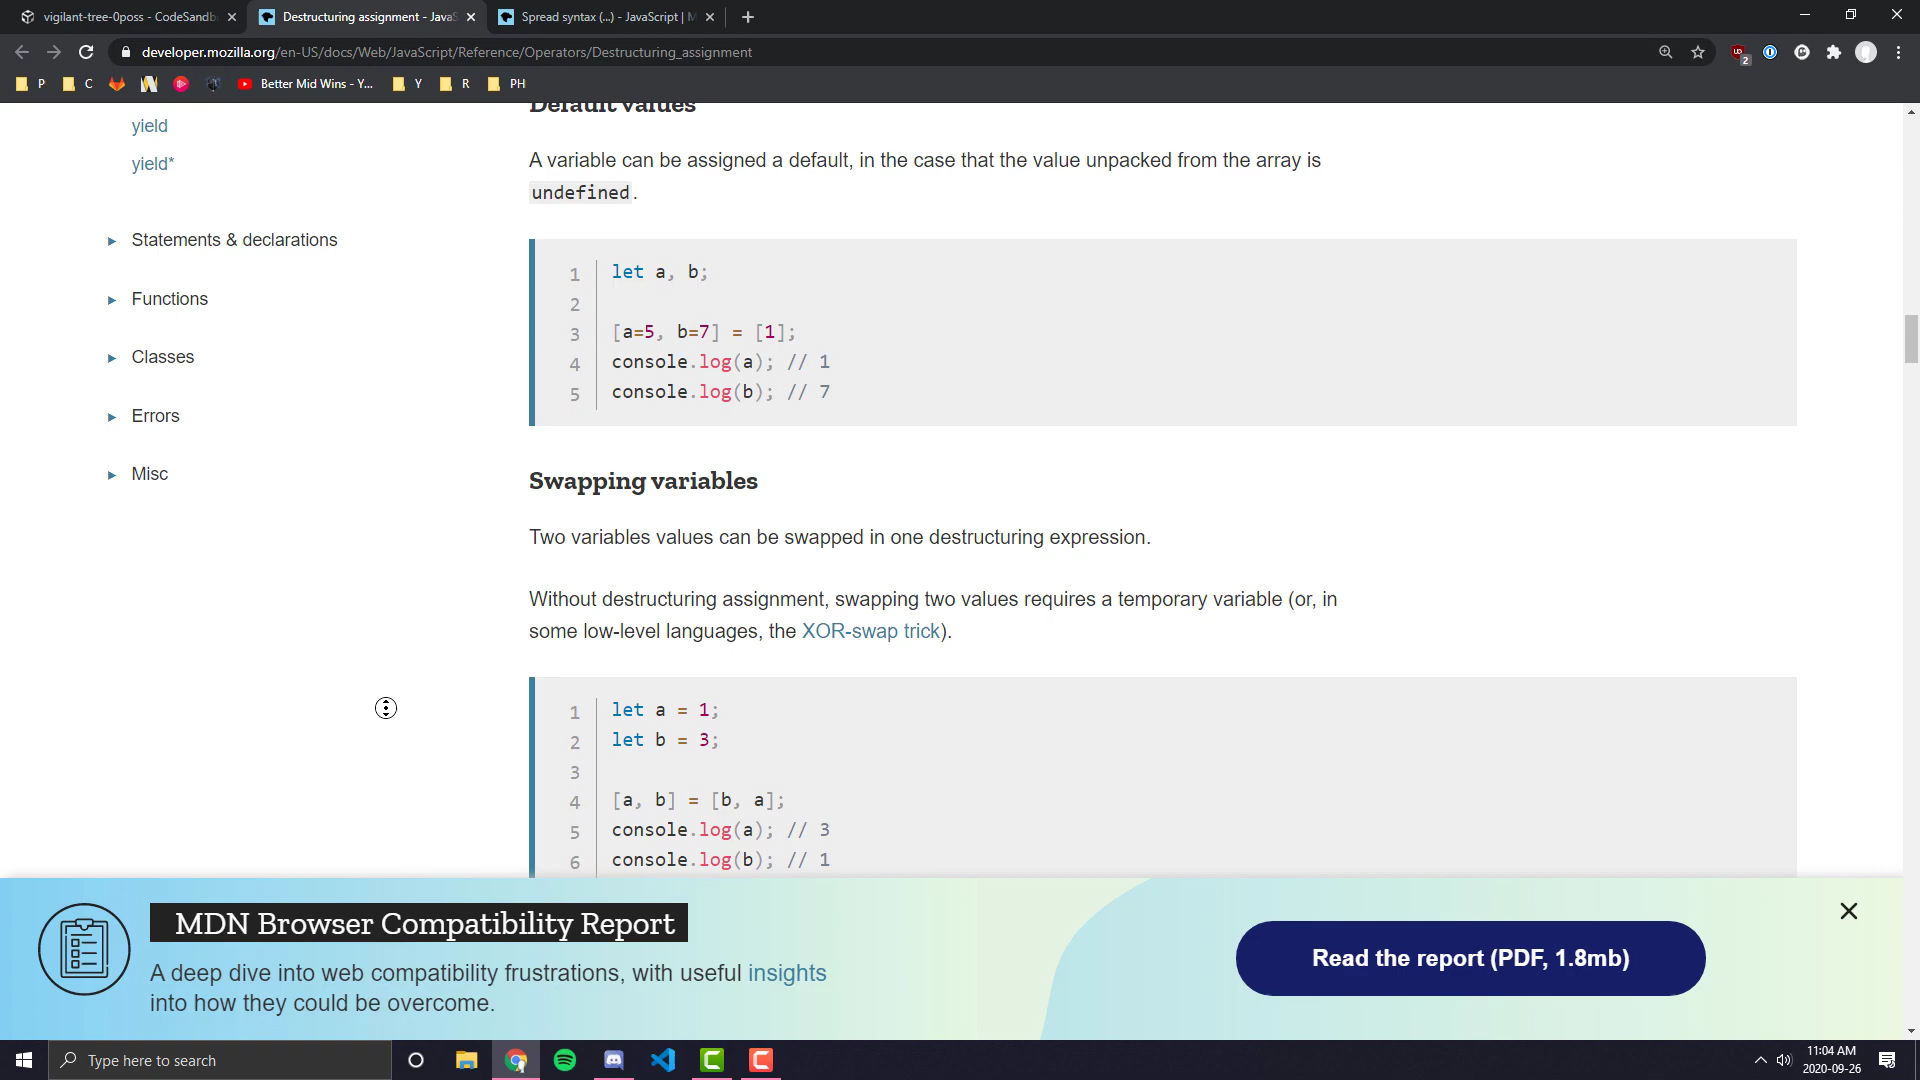 vigilant-tree-0poss - CodeSandb
Destructuring assignment - JavaS
Spread syntax (...) - JavaScript | M
developer.mozilla.org/en-US/docs/Web/JavaScript/Reference/Operators/Destructuring_assignment
2
P
C
Better Mid Wins - Y...
Y
R
PH
yield
yield*
Statements & declarations
Functions
Classes
Errors
Misc
Default values
A variable can be assigned a default, in the case that the value unpacked from the array is
undefined.
1 let a, b;
2
3 [a=5, b=7] = [1];
4 console.log(a); // 1
5 console.log(b); // 7
Swapping variables
Two variables values can be swapped in one destructuring expression.
Without destructuring assignment, swapping two values requires a temporary variable (or, in
some low-level languages, the XOR-swap trick).
1 let a = 1;
2 let b = 3;
3
4 [a, b] = [b, a];
5 console.log(a); // 3
6 console.log(b); // 1
MDN Browser Compatibility Report
A deep dive into web compatibility frustrations, with useful insights
into how they could be overcome.
Read the report (PDF, 1.8mb)
Type here to search
11:04 AM
2020-09-26